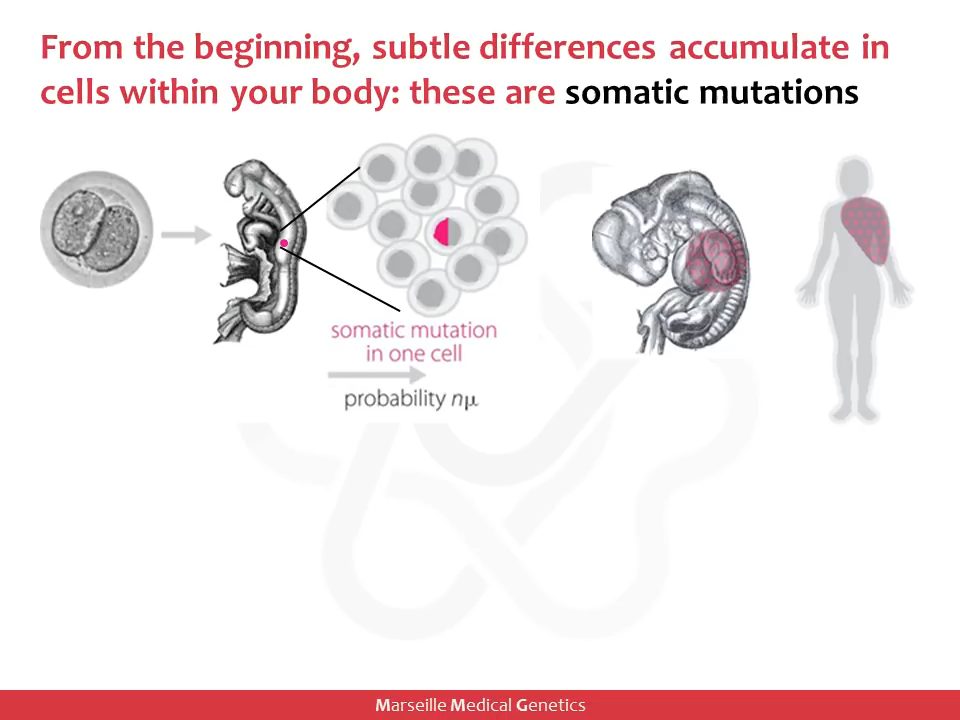 From the beginning, subtle differences accumulate in
cells within your body: these are somatic mutations
somatic mutation
in one cell
probability nμ
Marseille Medical Genetics